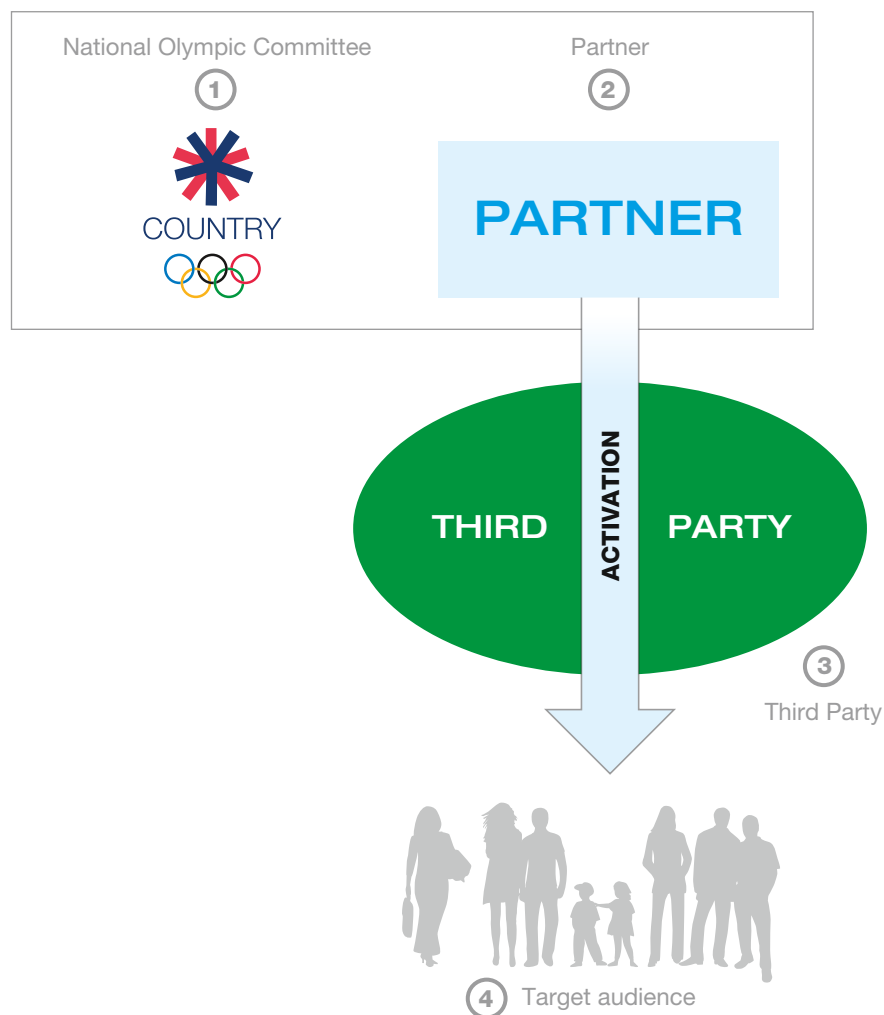 National Olympic Committee
Partner
1
2
COUNTRY
PARTNER
THIRD
ACTIVATION
PARTY
3
Third Party
4
Target audience